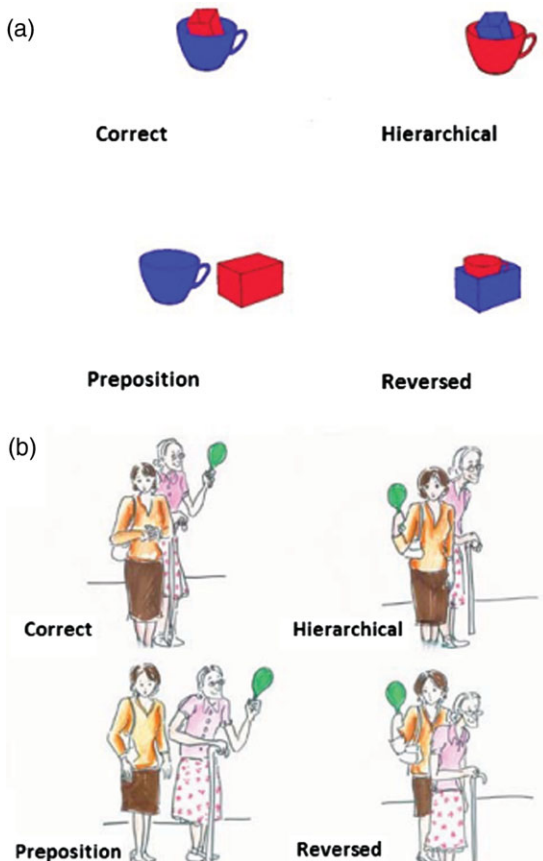 (a)
Correct Hierarchical
Preposition Reversed
(b)
Correct Hierarchical
Preposition Reversed